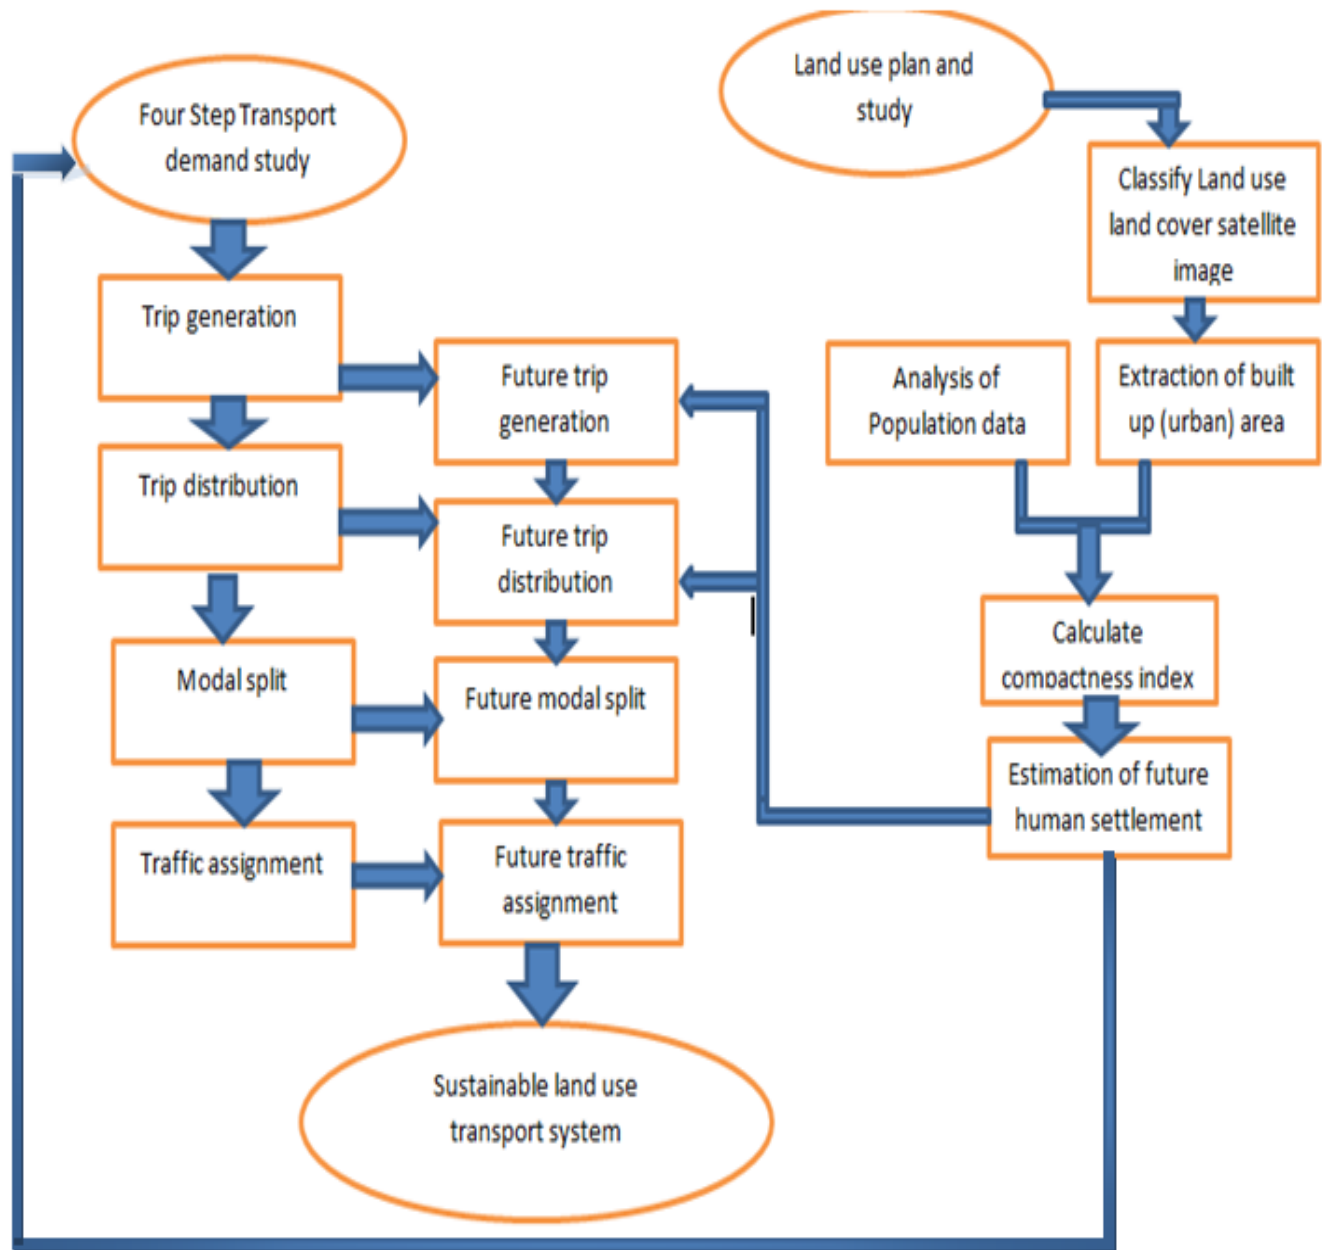 Four Step Transport
demand study
Trip generation
Trip distribution
Modal split
Traffic assignment
Future trip
generation
Future trip
distribution
Future modal split
Future traffic
assignment
Sustainable land use
transport system
Land use plan and
study
Classify Land use
land cover satellite
image
Analysis of
Population data
Extraction of built
up (urban) area
Calculate
compactness index
Estimation of future
human settlement